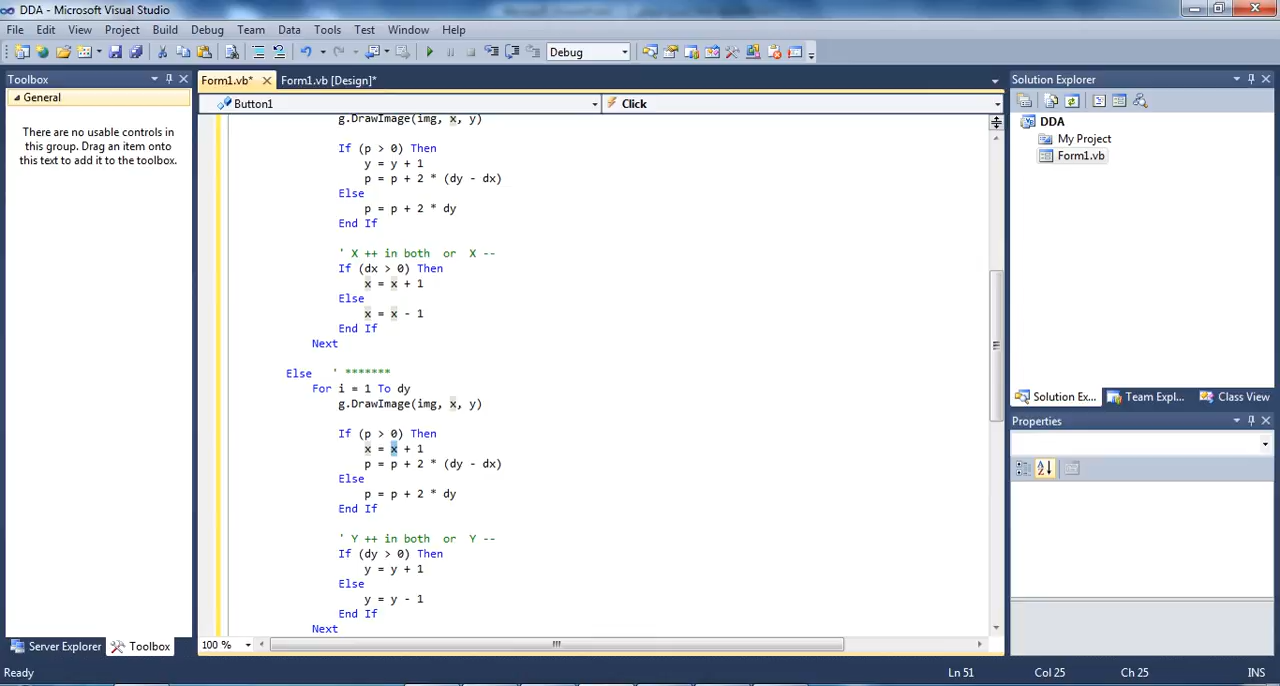 DDA - Microsoft Visual Studio
File Edit View Project Build Debug Team Data Tools Test Window Help
Debug
Toolbox
General
There are no usable controls in
this group. Drag an item onto
this text to add it to the toolbox.
Server Explorer Toolbox
Form1.vb* Form1.vb [Design]*
Button1 Click
g.DrawImage(img, x, y)
If (p > 0) Then
y = y + 1
p = p + 2 * (dy - dx)
Else
p = p + 2 * dy
End If
' X ++ in both or X --
If (dx > 0) Then
x = x + 1
Else
x = x - 1
End If
Next
Else ' *******
For i = 1 To dy
g.DrawImage(img, x, y)
If (p > 0) Then
x = x + 1
p = p + 2 * (dy - dx)
Else
p = p + 2 * dy
End If
' Y ++ in both or Y --
If (dy > 0) Then
y = y + 1
Else
y = y - 1
End If
Next
100 %
Solution Explorer
DDA
My Project
Form1.vb
Solution Ex... Team Expl... Class View
Properties
Ready Ln 51 Col 25 Ch 25 INS